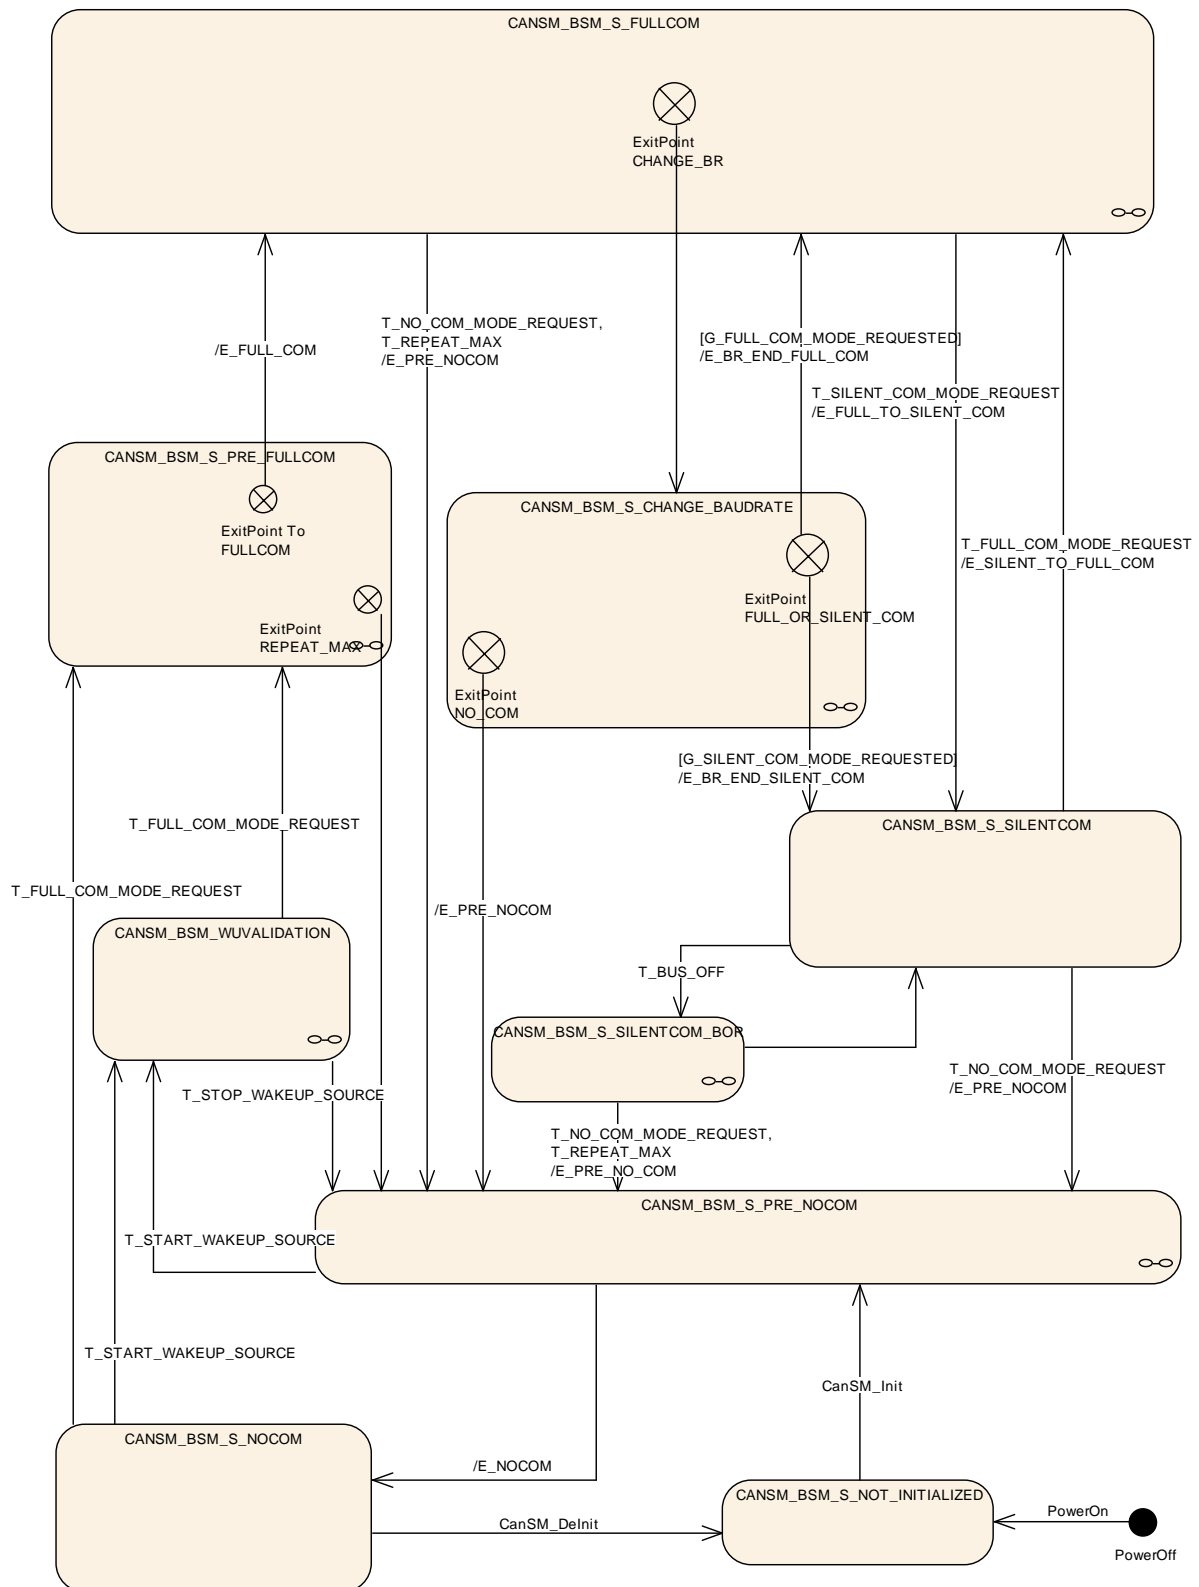 CANSM_BSM_S_FULLCOM
ExitPoint
CHANGE_BR
/E_FULL_COM
T_NO_COM_MODE_REQUEST,
T_REPEAT_MAX
/E_PRE_NOCOM
[G_FULL_COM_MODE_REQUESTED]
/E_BR_END_FULL_COM
T_SILENT_COM_MODE_REQUEST
/E_FULL_TO_SILENT_COM
CANSM_BSM_S_PRE_FULLCOM
ExitPoint To
FULLCOM
ExitPoint
REPEAT_MAX
CANSM_BSM_S_CHANGE_BAUDRATE
T_FULL_COM_MODE_REQUEST
/E_SILENT_TO_FULL_COM
ExitPoint
FULL_OR_SILENT_COM
ExitPoint
NO_COM
[G_SILENT_COM_MODE_REQUESTED]
/E_BR_END_SILENT_COM
T_FULL_COM_MODE_REQUEST
CANSM_BSM_S_SILENTCOM
T_FULL_COM_MODE_REQUEST
/E_PRE_NOCOM
CANSM_BSM_WUVALIDATION
T_BUS_OFF
CANSM_BSM_S_SILENTCOM_BOR
T_NO_COM_MODE_REQUEST
/E_PRE_NOCOM
T_STOP_WAKEUP_SOURCE
T_NO_COM_MODE_REQUEST,
T_REPEAT_MAX
/E_PRE_NO_COM
CANSM_BSM_S_PRE_NOCOM
T_START_WAKEUP_SOURCE
T_START_WAKEUP_SOURCE
CanSM_Init
CANSM_BSM_S_NOCOM
/E_NOCOM
CANSM_BSM_S_NOT_INITIALIZED
CanSM_DeInit
PowerOn
PowerOff